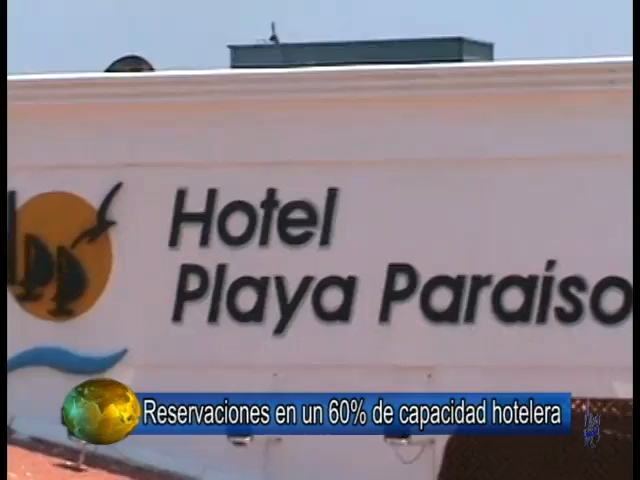 Hotel
Playa Paraíso
Reservaciones en un 60% de capacidad hotelera